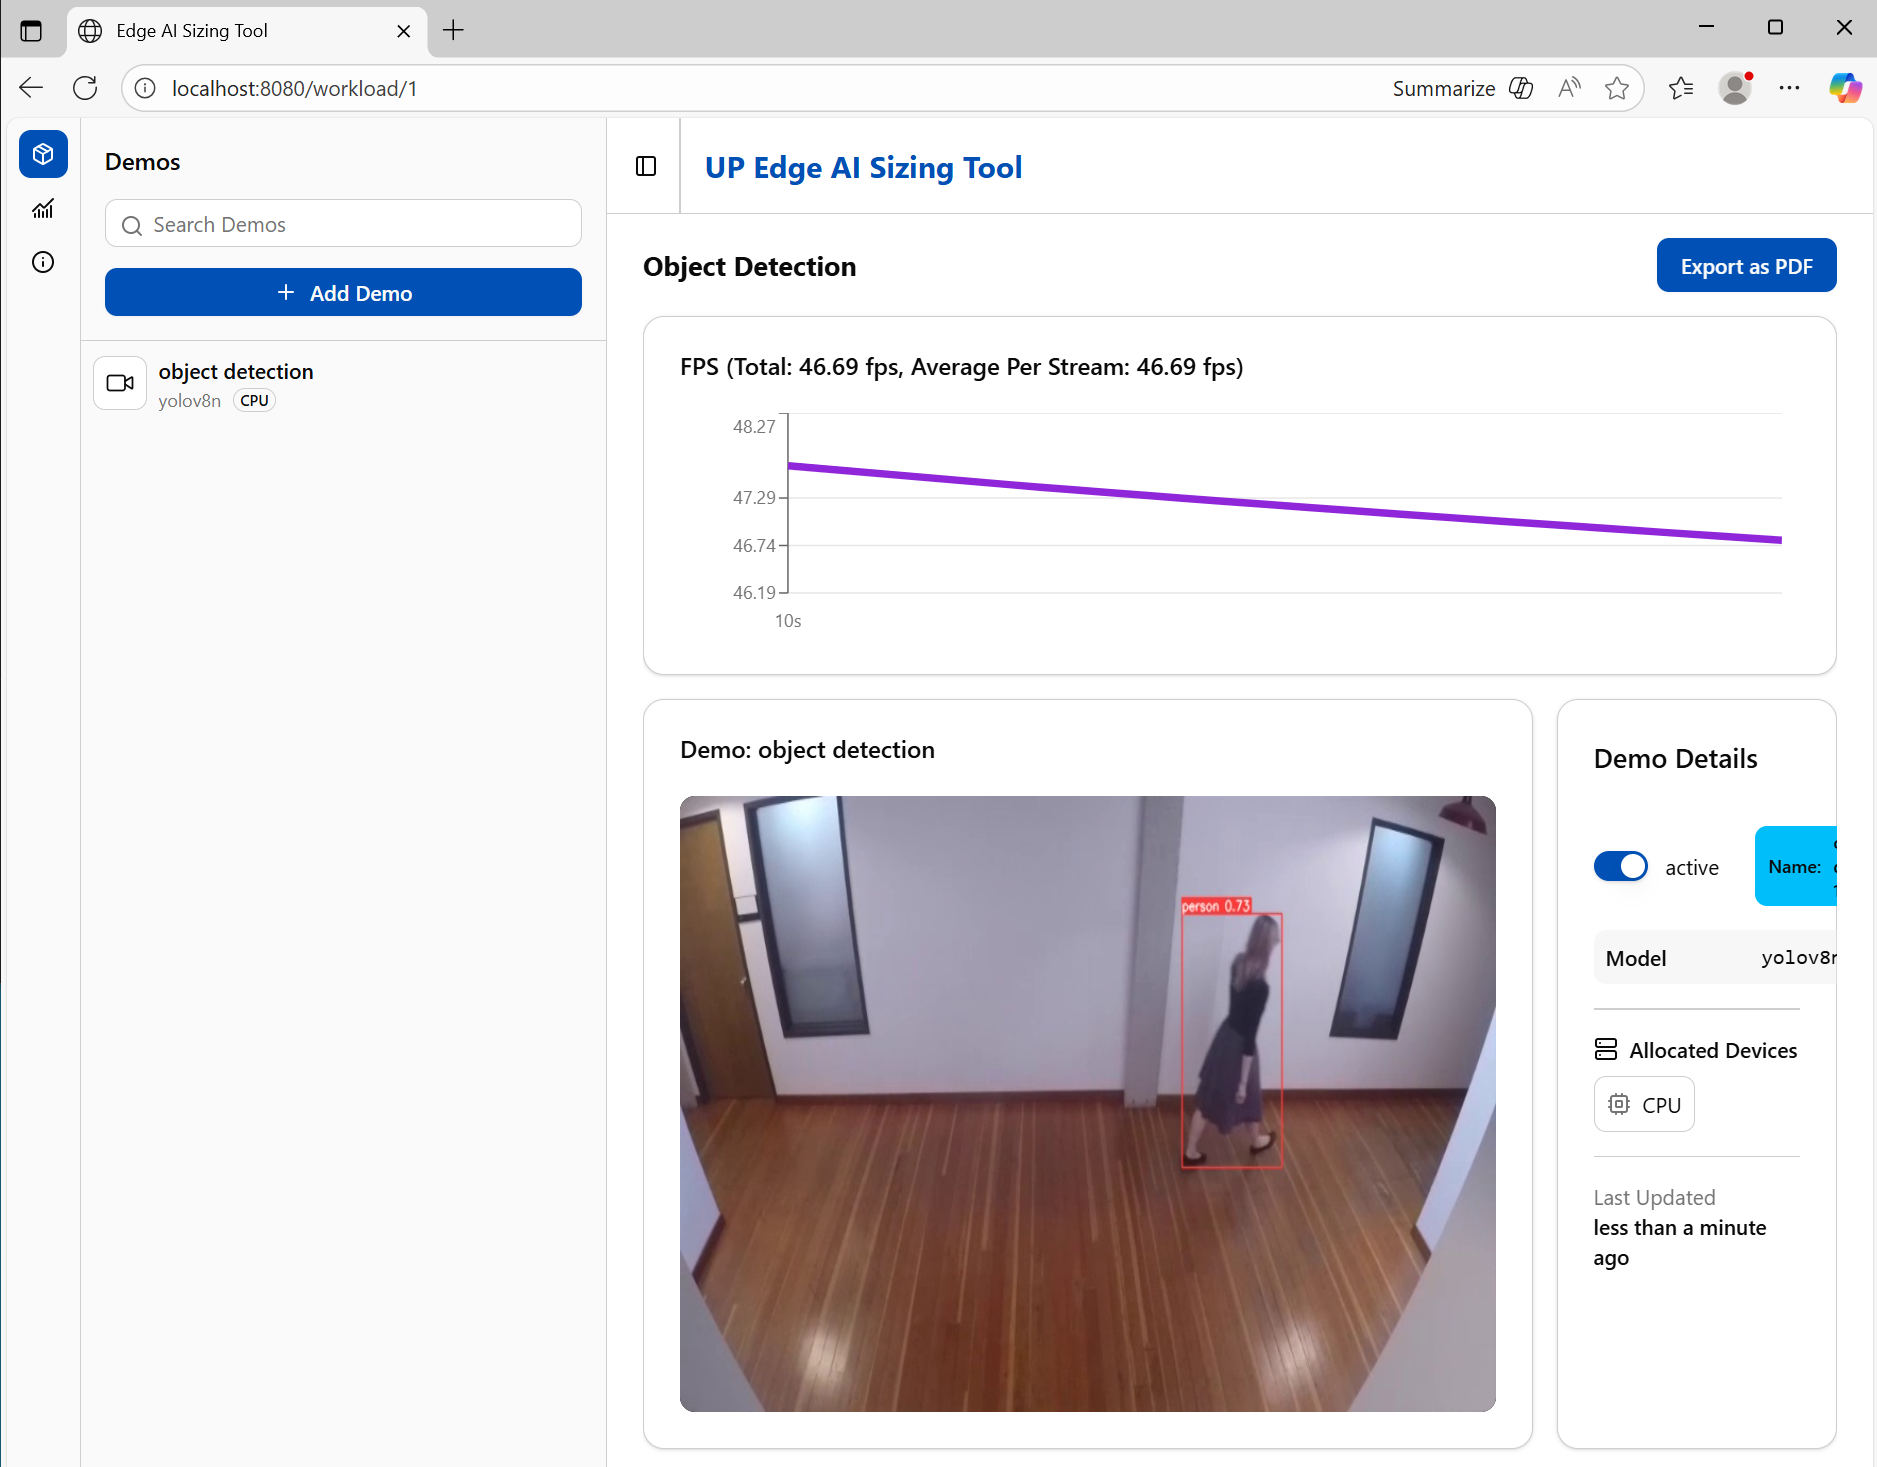 Edge AI Sizing Tool
localhost:8080/workload/1
Summarize
Demos
Search Demos
+ Add Demo
object detection
yolov8n CPU
UP Edge AI Sizing Tool
Object Detection
Export as PDF
FPS (Total: 46.69 fps, Average Per Stream: 46.69 fps)
48.27
47.29
46.74
46.19
10s
Demo: object detection
person 0.73
Demo Details
active
Name:
Model
Allocated Devices
CPU
Last Updated
less than a minute
ago